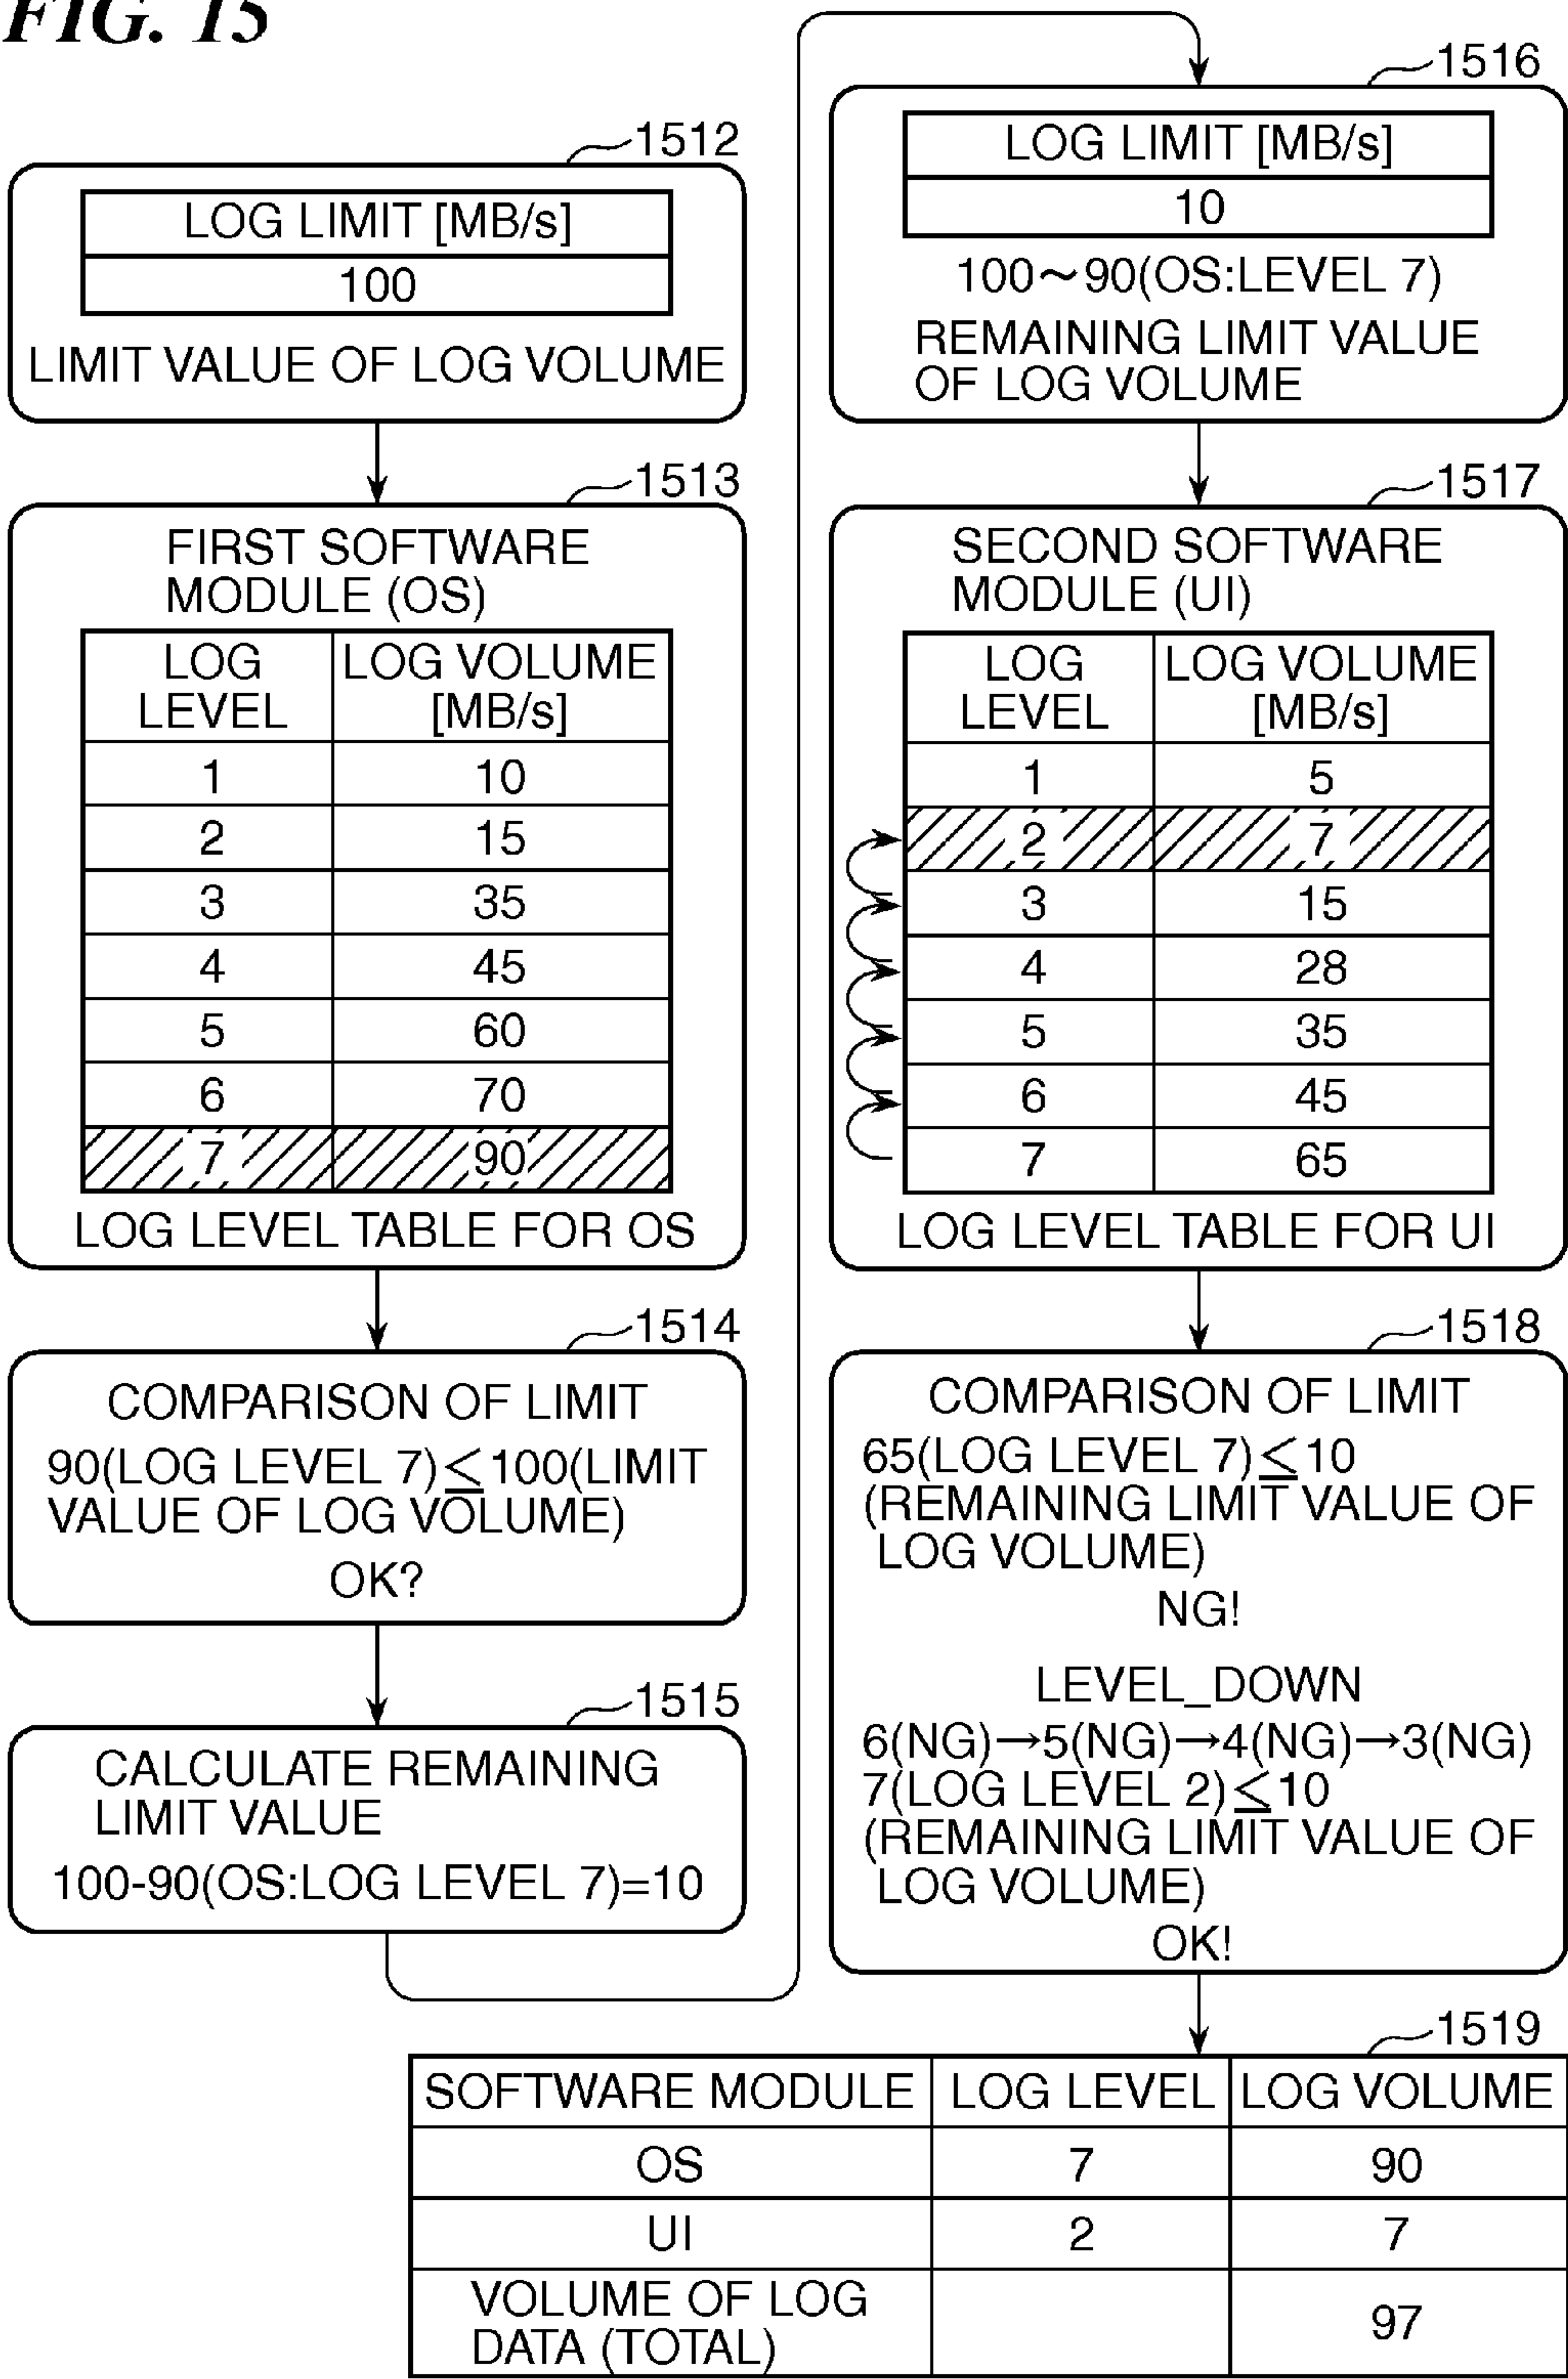 FIG. 15
1512
LOG LIMIT [MB/s]
100
LIMIT VALUE OF LOG VOLUME
1513
FIRST SOFTWARE
MODULE (OS)
LOG LEVEL LOG VOLUME [MB/s]
1 10
2 15
3 35
4 45
5 60
6 70
7 90
LOG LEVEL TABLE FOR OS
1514
COMPARISON OF LIMIT
90(LOG LEVEL 7)≤100(LIMIT
VALUE OF LOG VOLUME)
OK?
1515
CALCULATE REMAINING
LIMIT VALUE
100-90(OS:LOG LEVEL 7)=10
1516
LOG LIMIT [MB/s]
10
100~90(OS:LEVEL 7)
REMAINING LIMIT VALUE
OF LOG VOLUME
1517
SECOND SOFTWARE
MODULE (UI)
LOG LEVEL LOG VOLUME [MB/s]
1 5
2 7
3 15
4 28
5 35
6 45
7 65
LOG LEVEL TABLE FOR UI
1518
COMPARISON OF LIMIT
65(LOG LEVEL 7)≤10
(REMAINING LIMIT VALUE OF
LOG VOLUME)
NG!
LEVEL_DOWN
6(NG)→5(NG)→4(NG)→3(NG)
7(LOG LEVEL 2)≤10
(REMAINING LIMIT VALUE OF
LOG VOLUME)
OK!
1519
SOFTWARE MODULE LOG LEVEL LOG VOLUME
OS 7 90
UI 2 7
VOLUME OF LOG
DATA (TOTAL) 97